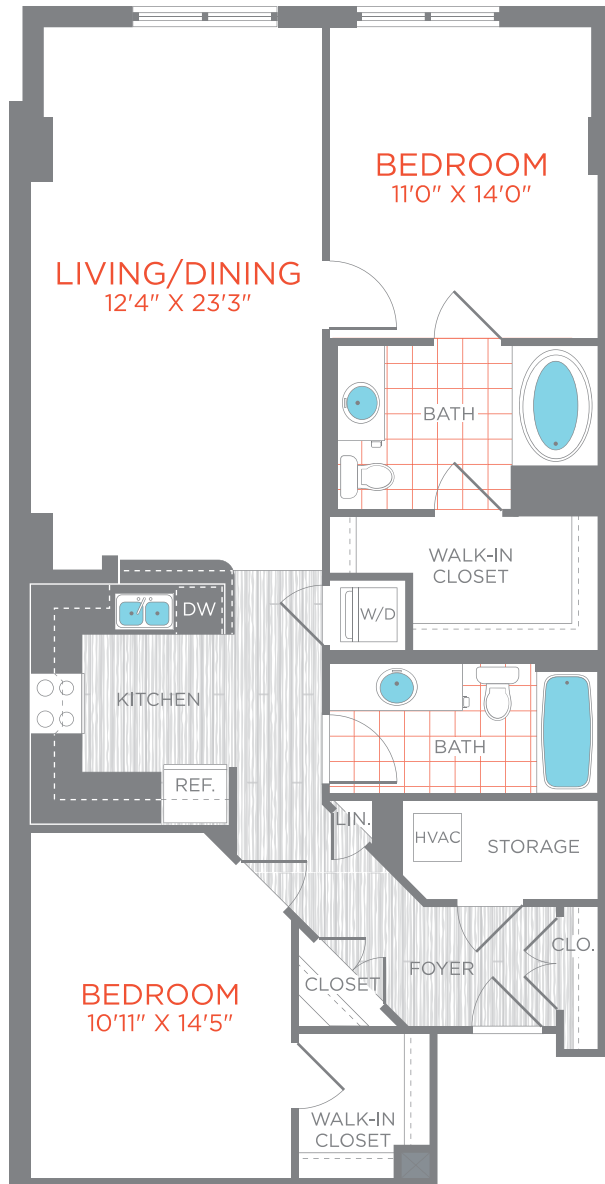 BEDROOM
11'0" X 14'0"
LIVING/DINING
12'4" X 23'3"
BATH
WALK-IN
CLOSET
DW
W/D
KITCHEN
BATH
REF.
LIN.
HVAC
STORAGE
CLO.
FOYER
CLOSET
BEDROOM
10'11" X 14'5"
WALK-IN
CLOSET